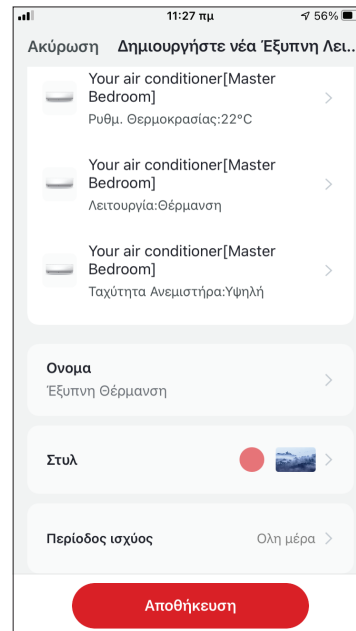 11:27 πμ
56%
Ακύρωση Δημιουργήστε νέα Έξυπνη Λει..
Your air conditioner[Master
Bedroom]
Ρυθμ. Θερμοκρασίας:22°C
Your air conditioner[Master
Bedroom]
Λειτουργία:Θέρμανση
Your air conditioner[Master
Bedroom]
Ταχύτητα Ανεμιστήρα:Υψηλή
Ονομα
Έξυπνη Θέρμανση
Στυλ
Περίοδος ισχύος Ολη μέρα
Αποθήκευση